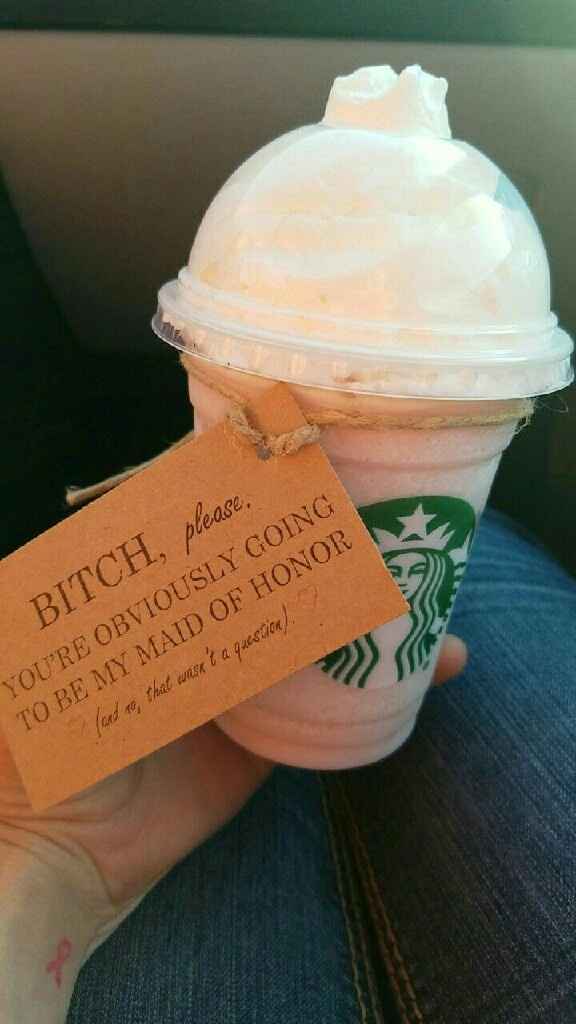 BITCH, please.
YOU'RE OBVIOUSLY GOING
TO BE MY MAID OF HONOR
(and no, that wasn't a question).